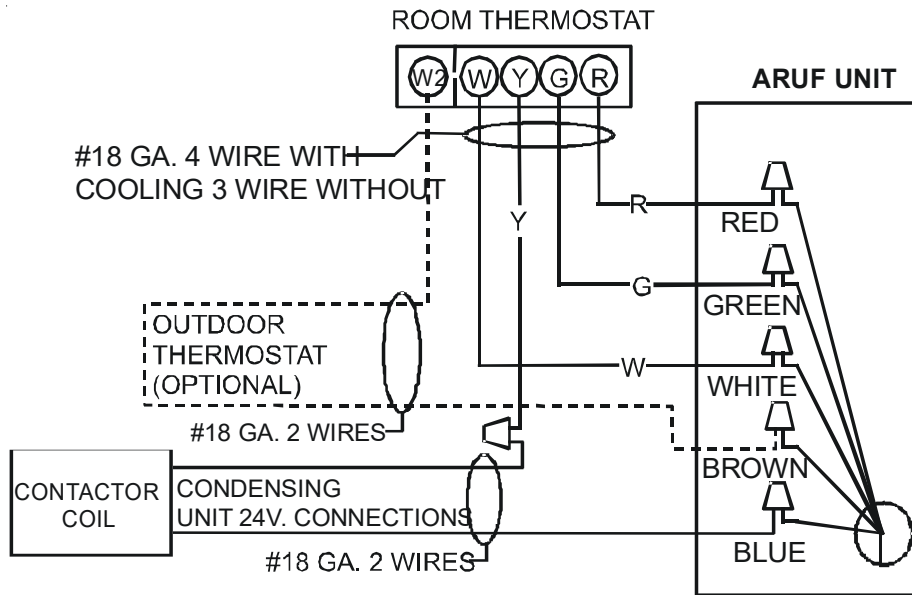 ROOM THERMOSTAT
W2 W Y G R
ARUF UNIT
#18 GA. 4 WIRE WITH
COOLING 3 WIRE WITHOUT
R
RED
Y
G
GREEN
OUTDOOR
THERMOSTAT
(OPTIONAL)
W
WHITE
#18 GA. 2 WIRES
BROWN
CONTACTOR
COIL
CONDENSING
UNIT 24V. CONNECTIONS
BLUE
#18 GA. 2 WIRES